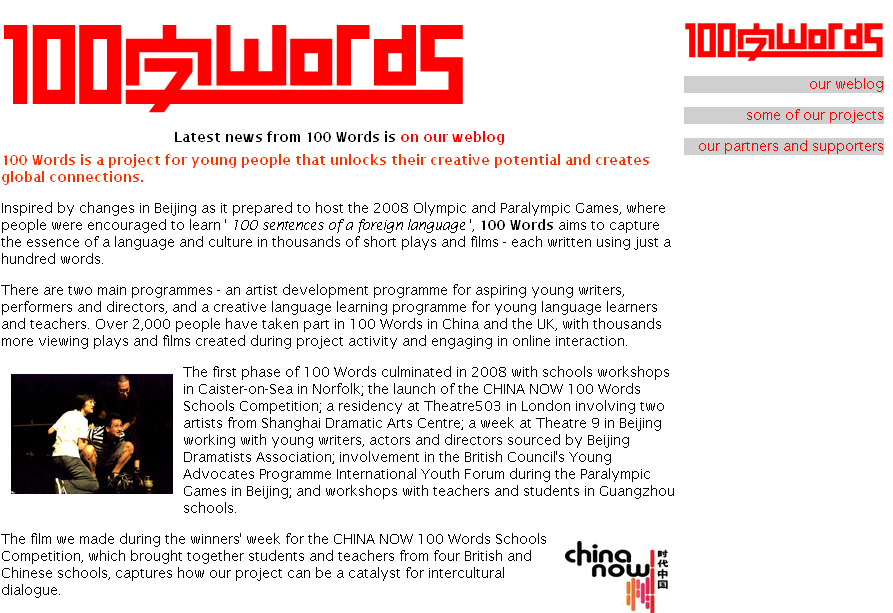 100字Words
Latest news from 100 Words is on our weblog
100 Words is a project for young people that unlocks their creative potential and creates
global connections.
Inspired by changes in Beijing as it prepared to host the 2008 Olympic and Paralympic Games, where
people were encouraged to learn ' 100 sentences of a foreign language ', 100 Words aims to capture
the essence of a language and culture in thousands of short plays and films - each written using just a
hundred words.
There are two main programmes - an artist development programme for aspiring young writers,
performers and directors, and a creative language learning programme for young language learners
and teachers. Over 2,000 people have taken part in 100 Words in China and the UK, with thousands
more viewing plays and films created during project activity and engaging in online interaction.
The first phase of 100 Words culminated in 2008 with schools workshops
in Caister-on-Sea in Norfolk; the launch of the CHINA NOW 100 Words
Schools Competition; a residency at Theatre503 in London involving two
artists from Shanghai Dramatic Arts Centre; a week at Theatre 9 in Beijing
working with young writers, actors and directors sourced by Beijing
Dramatists Association; involvement in the British Council's Young
Advocates Programme International Youth Forum during the Paralympic
Games in Beijing; and workshops with teachers and students in Guangzhou
schools.
The film we made during the winners' week for the CHINA NOW 100 Words Schools
Competition, which brought together students and teachers from four British and
Chinese schools, captures how our project can be a catalyst for intercultural
dialogue.
china
now
时代中国
100字Words
our weblog
some of our projects
our partners and supporters